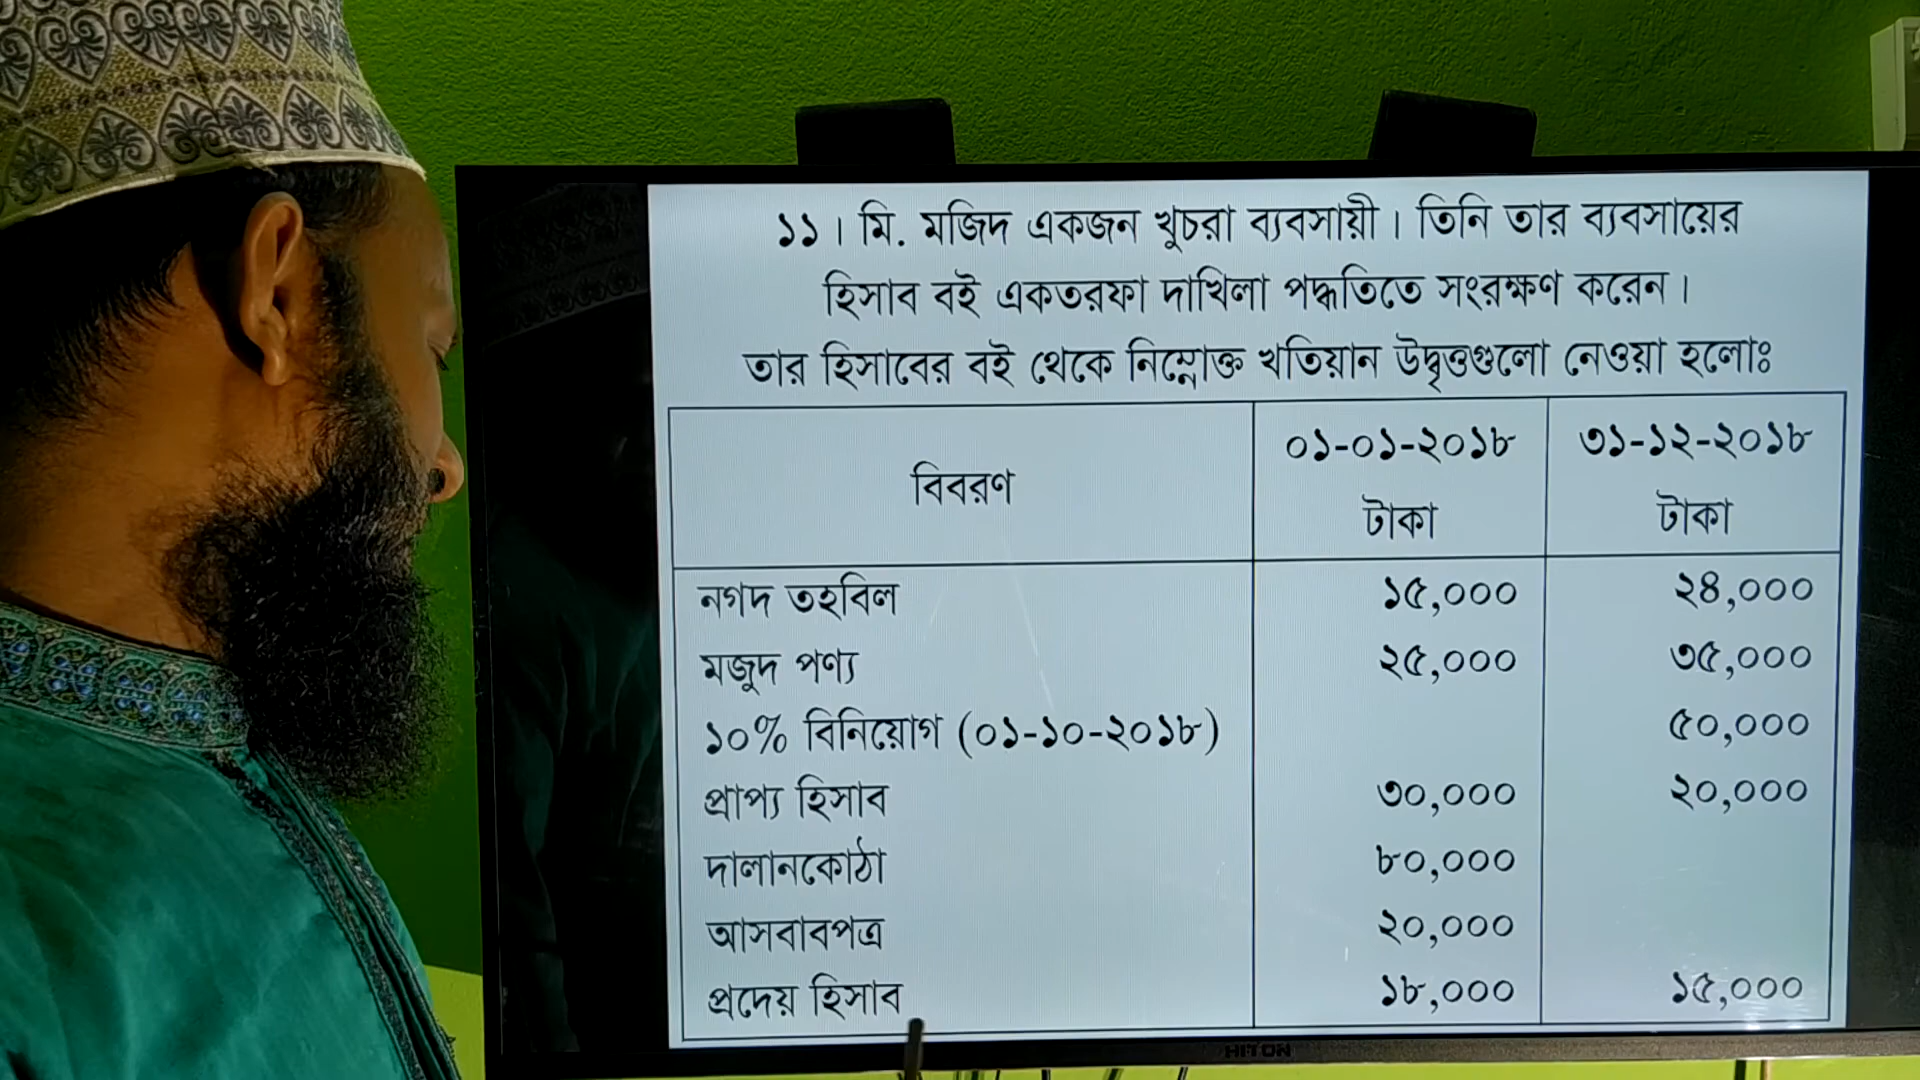 ১১। মি. মজিদ একজন খুচরা ব্যবসায়ী। তিনি তার ব্যবসায়ের
হিসাব বই একতরফা দাখিলা পদ্ধতিতে সংরক্ষণ করেন।
তার হিসাবের বই থেকে নিম্নোক্ত খতিয়ান উদ্বৃত্তগুলো নেওয়া হলোঃ
বিবরণ ০১-০১-২০১৮ টাকা ৩১-১২-২০১৮ টাকা
নগদ তহবিল ১৫,০০০ ২৪,০০০
মজুদ পণ্য ২৫,০০০ ৩৫,০০০
১০% বিনিয়োগ (০১-১০-২০১৮) ৫০,০০০
প্রাপ্য হিসাব ৩০,০০০ ২০,০০০
দালানকোঠা ৮০,০০০
আসবাবপত্র ২০,০০০
প্রদেয় হিসাব ১৮,০০০ ১৫,০০০
HITON